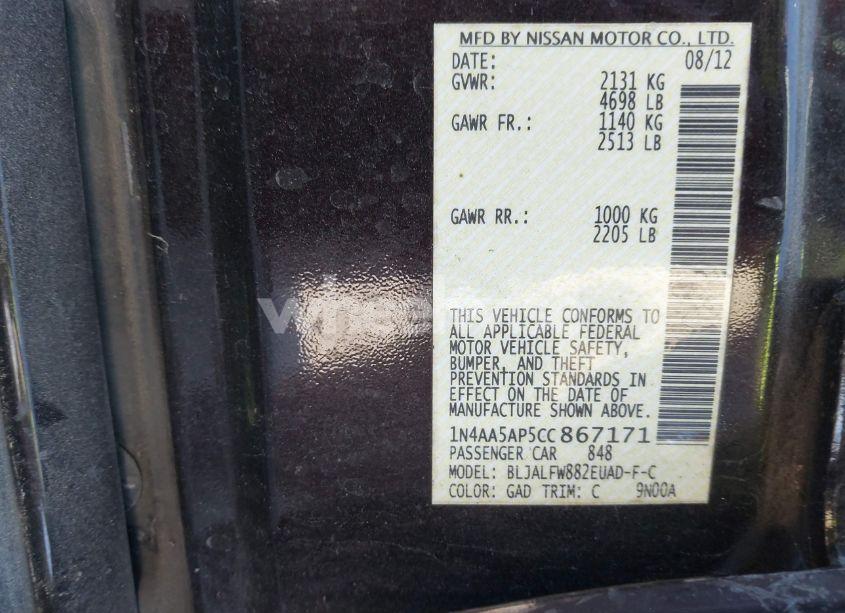 MFD BY NISSAN MOTOR CO., LTD.
DATE: 08/12
GVWR: 2131 KG
4698 LB
GAWR FR.: 1140 KG
2513 LB
GAWR RR.: 1000 KG
2205 LB
THIS VEHICLE CONFORMS TO
ALL APPLICABLE FEDERAL
MOTOR VEHICLE SAFETY,
BUMPER, AND THEFT
PREVENTION STANDARDS IN
EFFECT ON THE DATE OF
MANUFACTURE SHOWN ABOVE.
1N4AA5AP5CC867171
PASSENGER CAR 848
MODEL: BLJALFW882EUAD-F-C
COLOR: GAD TRIM: C 9N00A